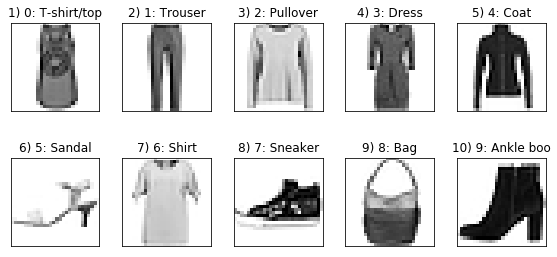 1) 0: T-shirt/top
2) 1: Trouser
3) 2: Pullover
4) 3: Dress
5) 4: Coat
6) 5: Sandal
7) 6: Shirt
8) 7: Sneaker
9) 8: Bag
10) 9: Ankle boo